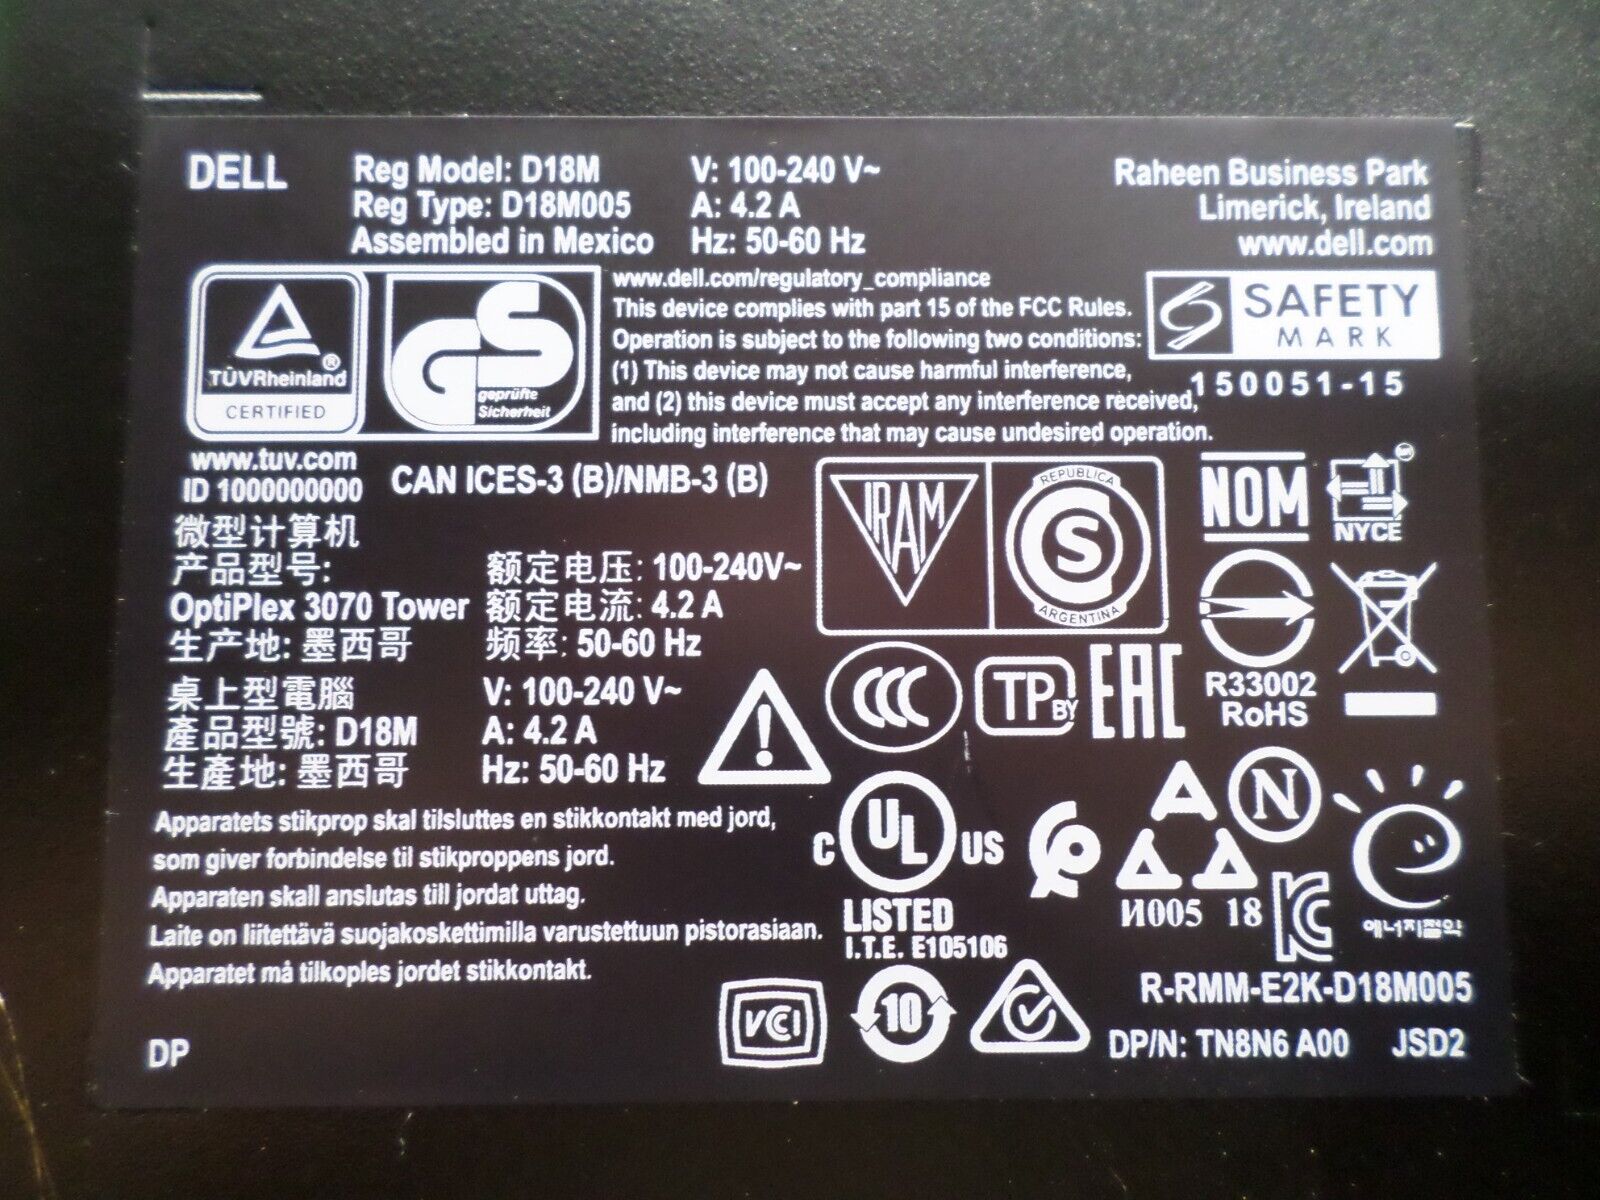 DELL
Reg Model: D18M
Reg Type: D18M005
Assembled in Mexico
V: 100-240 V~
A: 4.2 A
Hz: 50-60 Hz
Raheen Business Park
Limerick, Ireland
www.dell.com
TÜVRheinland
®
CERTIFIED
GS
geprüfte
Sicherheit
www.dell.com/regulatory_compliance
This device complies with part 15 of the FCC Rules.
Operation is subject to the following two conditions:
(1) This device may not cause harmful interference,
and (2) this device must accept any interference received,
including interference that may cause undesired operation.
S SAFETY
MARK
150051-15
www.tuv.com
ID 1000000000
CAN ICES-3 (B)/NMB-3 (B)
微型计算机
产品型号:
OptiPlex 3070 Tower
生产地: 墨西哥
额定电压: 100-240V~
额定电流: 4.2 A
频率: 50-60 Hz
IRAM
REPUBLICA
S
ARGENTINA
NOM
NYCE
R33002
RoHS
桌上型電腦
產品型號: D18M
生產地: 墨西哥
V: 100-240 V~
A: 4.2 A
Hz: 50-60 Hz
!
CCC
TP BY
EAC
Apparatets stikprop skal tilsluttes en stikkontakt med jord,
som giver forbindelse til stikproppens jord.
Apparaten skall anslutas till jordat uttag.
Laite on liitettävä suojakoskettimilla varustettuun pistorasiaan.
Apparatet må tilkoples jordet stikkontakt.
C UL US
LISTED
I.T.E. E105106
N
И005 18
에너지절약
R-RMM-E2K-D18M005
VCI
10
DP/N: TN8N6 A00 JSD2
DP